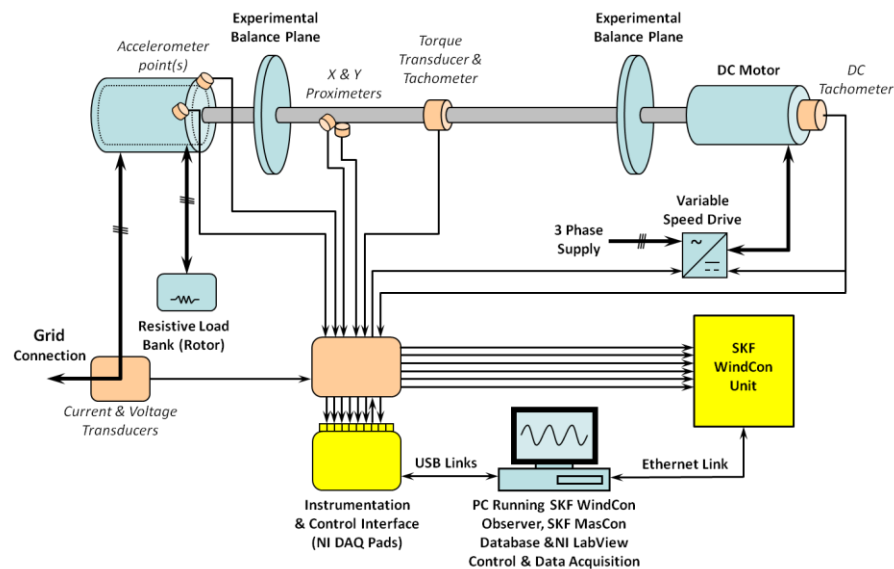 Experimental
Balance Plane
Accelerometer
point(s)
X & Y
Proximeters
Torque
Transducer &
Tachometer
Experimental
Balance Plane
DC Motor
DC
Tachometer
3 Phase
Supply
Variable
Speed Drive
~
Resistive Load
Bank (Rotor)
Grid
Connection
Current & Voltage
Transducers
SKF
WindCon
Unit
USB Links
Ethernet Link
Instrumentation
& Control Interface
(NI DAQ Pads)
PC Running SKF WindCon
Observer, SKF MasCon
Database &NI LabView
Control & Data Acquisition